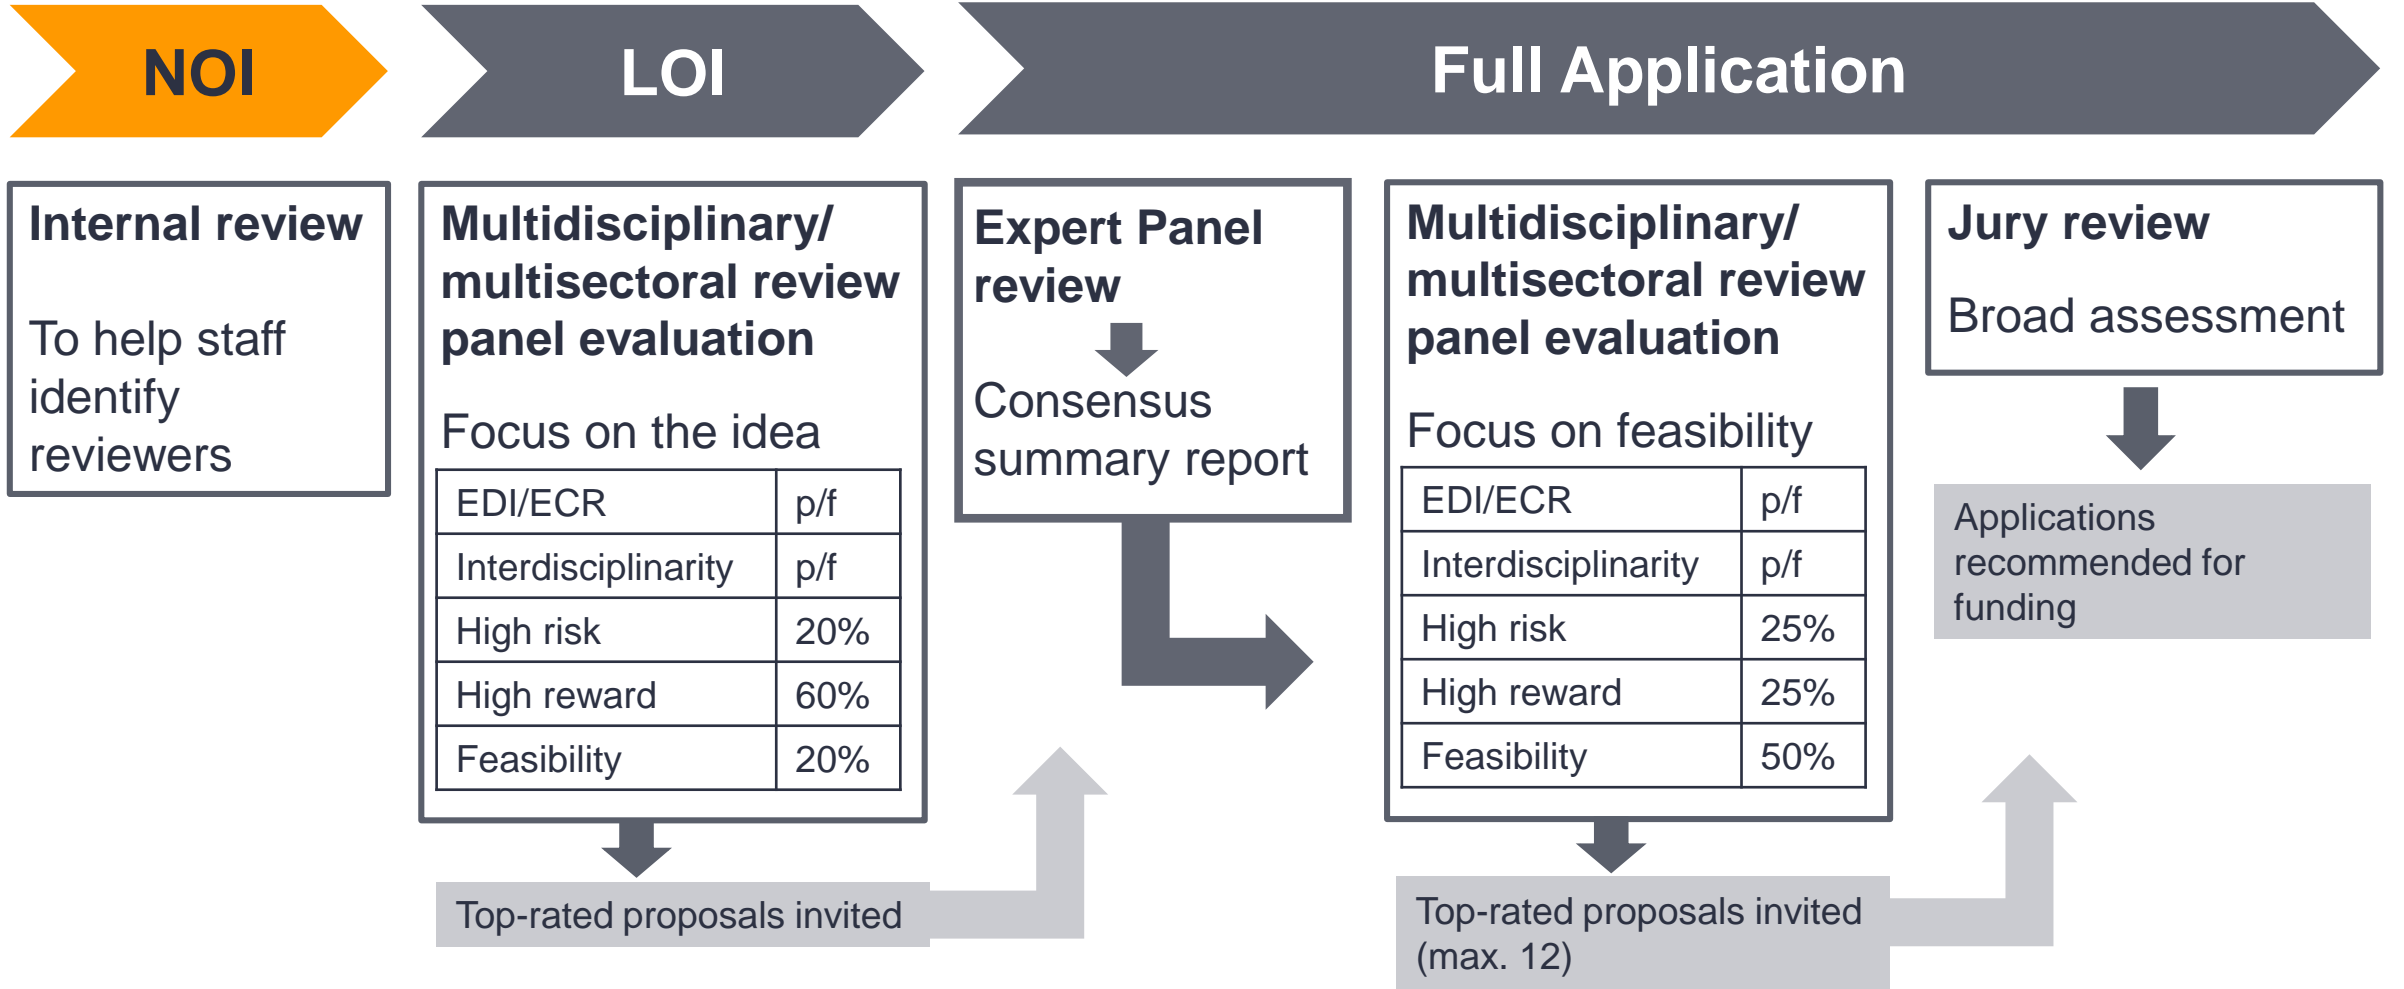 NOI
LOI
Full Application
Internal review
To help staff
identify
reviewers
Multidisciplinary/
multisectoral review
panel evaluation
Focus on the idea
EDI/ECR p/f
Interdisciplinarity p/f
High risk 20%
High reward 60%
Feasibility 20%
Top-rated proposals invited
Expert Panel
review
Consensus
summary report
Multidisciplinary/
multisectoral review
panel evaluation
Focus on feasibility
EDI/ECR p/f
Interdisciplinarity p/f
High risk 25%
High reward 25%
Feasibility 50%
Top-rated proposals invited
(max. 12)
Jury review
Broad assessment
Applications
recommended for
funding